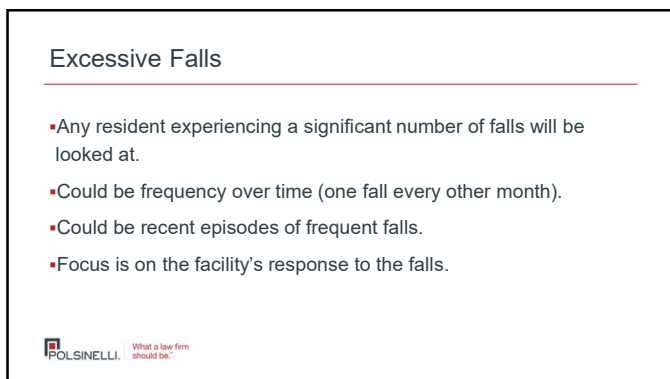 Excessive Falls
▪Any resident experiencing a significant number of falls will be
looked at.
▪Could be frequency over time (one fall every other month).
▪Could be recent episodes of frequent falls.
▪Focus is on the facility’s response to the falls.
POLSINELLI.
What a law firm
should be.™